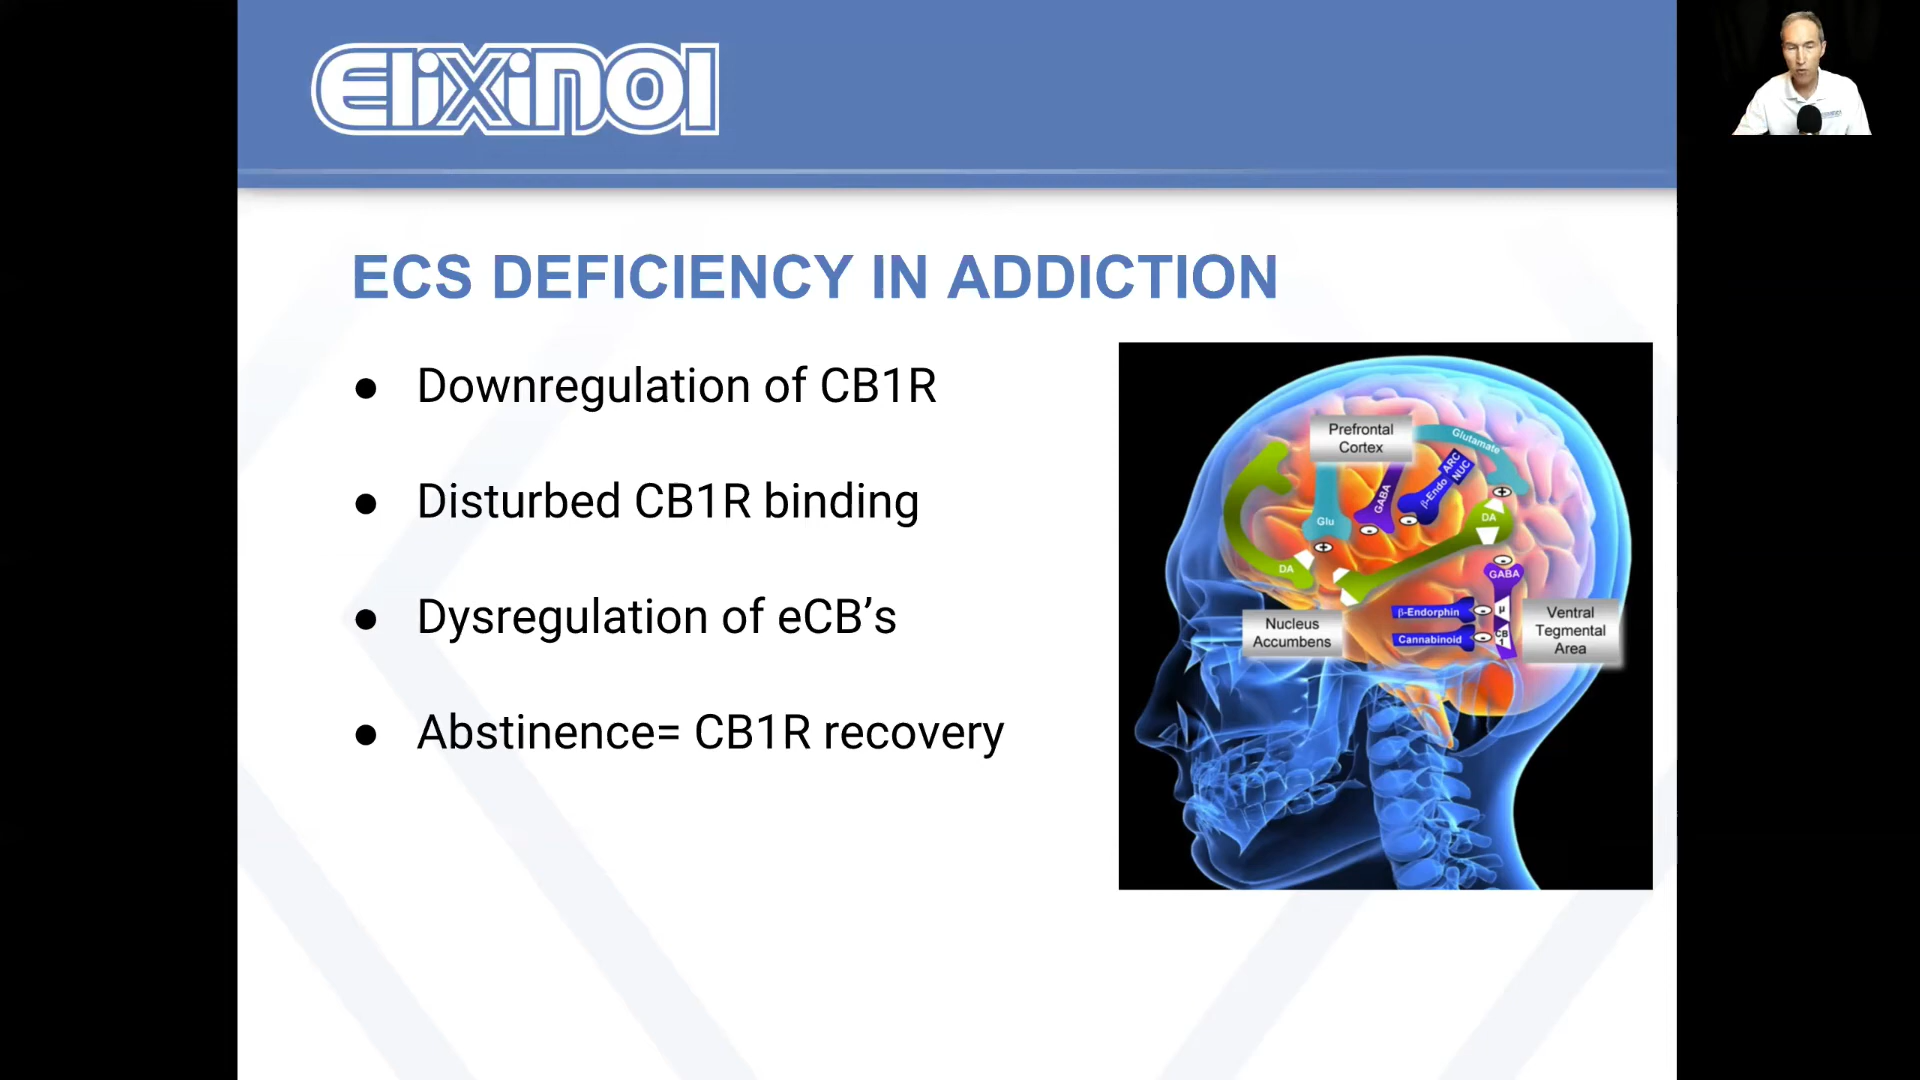 Elixinol
ECS DEFICIENCY IN ADDICTION
● Downregulation of CB1R
● Disturbed CB1R binding
● Dysregulation of eCB’s
● Abstinence= CB1R recovery
Prefrontal
Cortex
Glutamate
ARC
NUC
β-Endo
GABA
Glu
DA
DA
GABA
β-Endorphin
μ
Cannabinoid
CB
1
Nucleus
Accumbens
Ventral
Tegmental
Area